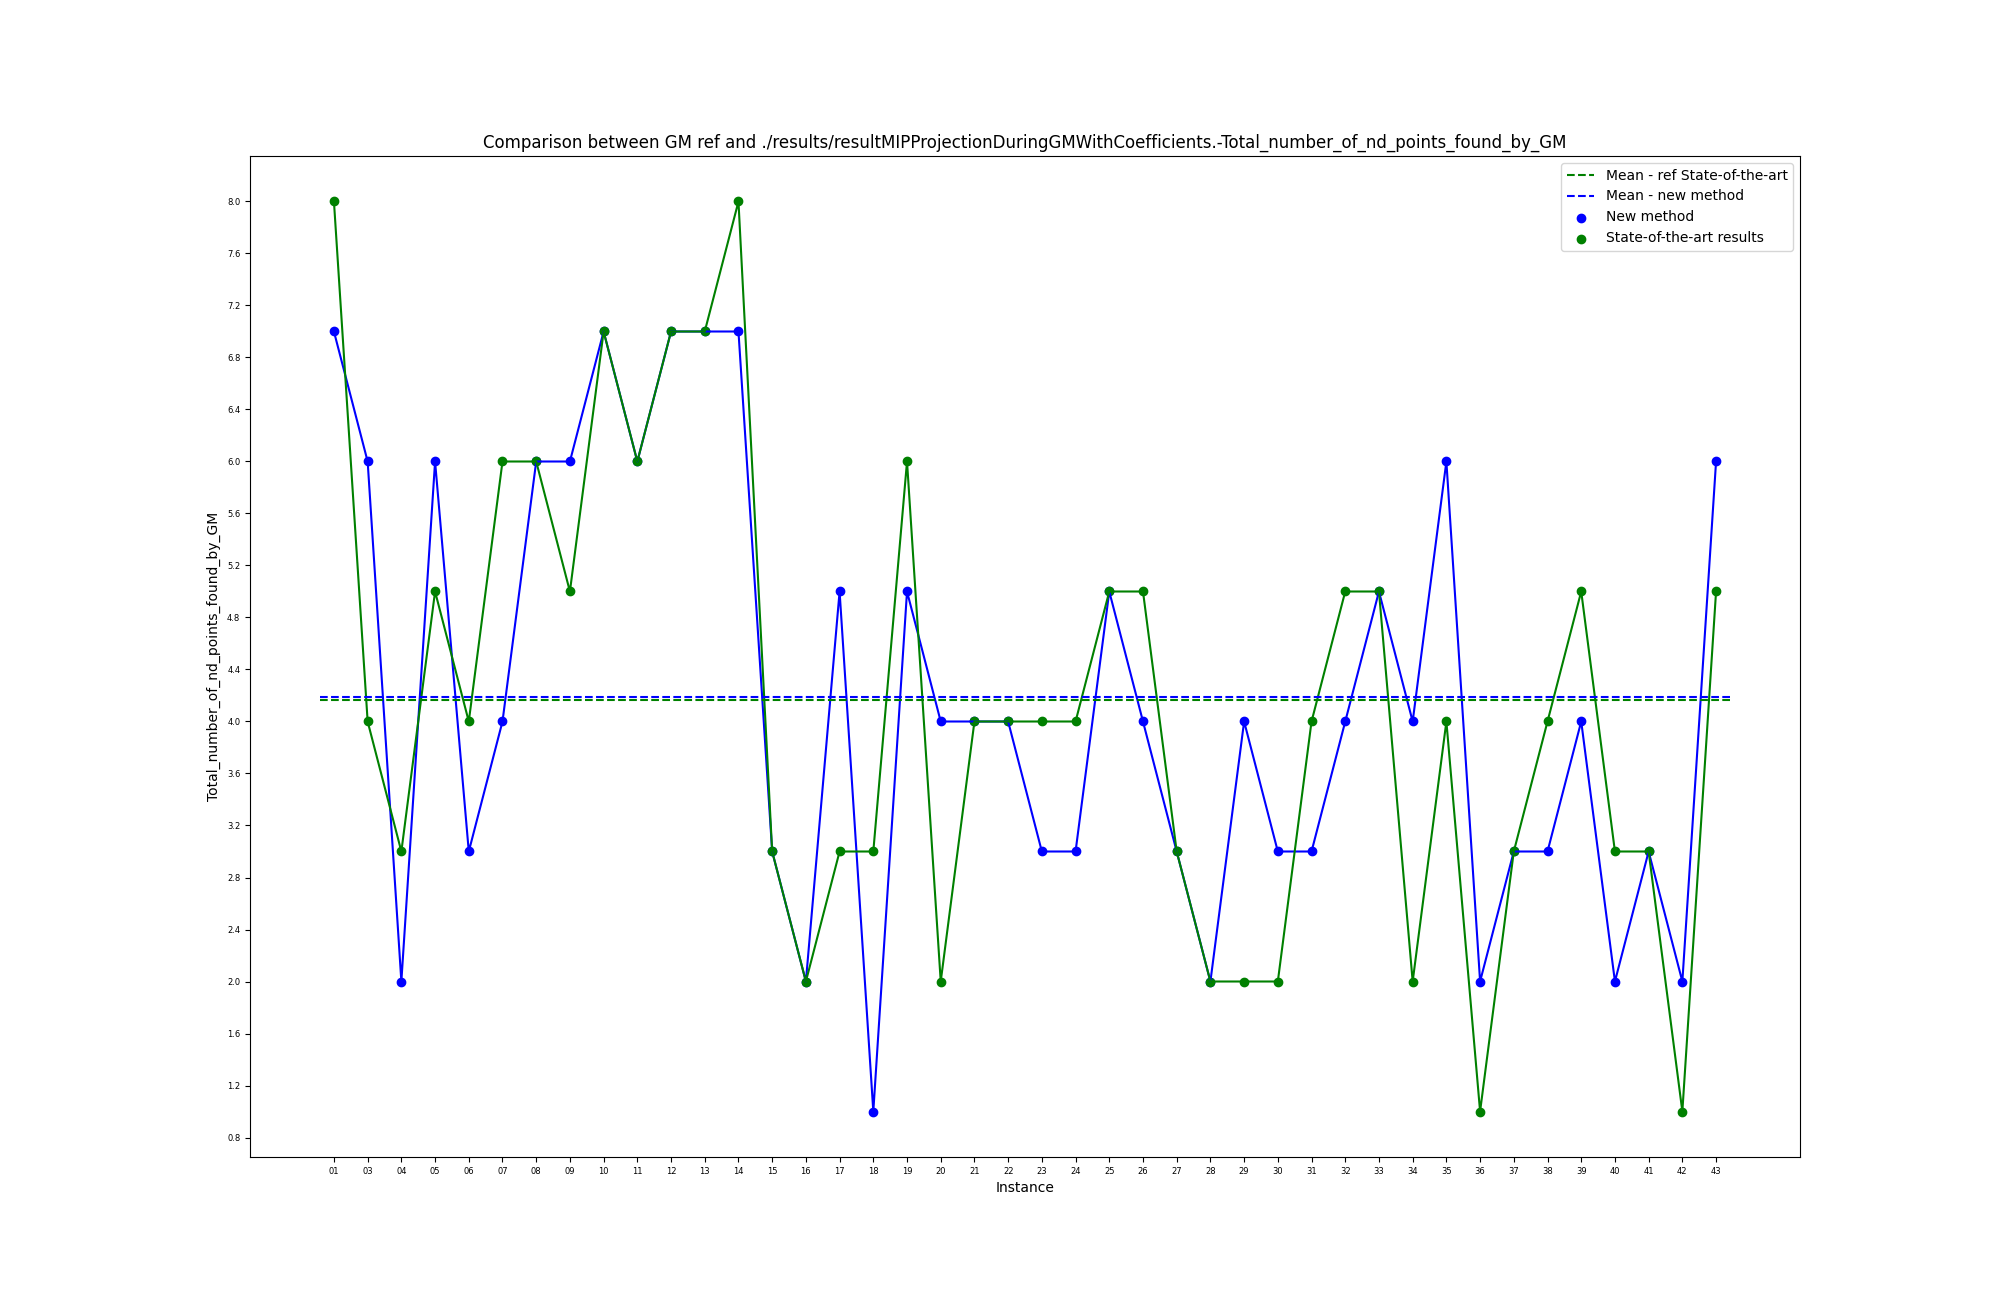 Comparison between GM ref and ./results/resultMIPProjectionDuringGMWithCoefficients.-Total_number_of_nd_points_found_by_GM
Mean - ref State-of-the-art
Mean - new method
New method
State-of-the-art results
8.0
7.6
7.2
6.8
6.4
6.0
5.6
5.2
4.8
4.4
4.0
3.6
3.2
2.8
2.4
2.0
1.6
1.2
0.8
Total_number_of_nd_points_found_by_GM
01 03 04 05 06 07 08 09 10 11 12 13 14 15 16 17 18 19 20 21 22 23 24 25 26 27 28 29 30 31 32 33 34 35 36 37 38 39 40 41 42 43
Instance